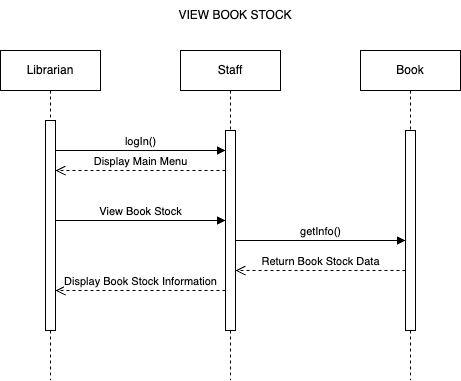 VIEW BOOK STOCK
Librarian
Staff
Book
logIn()
Display Main Menu
View Book Stock
getInfo()
Return Book Stock Data
Display Book Stock Information